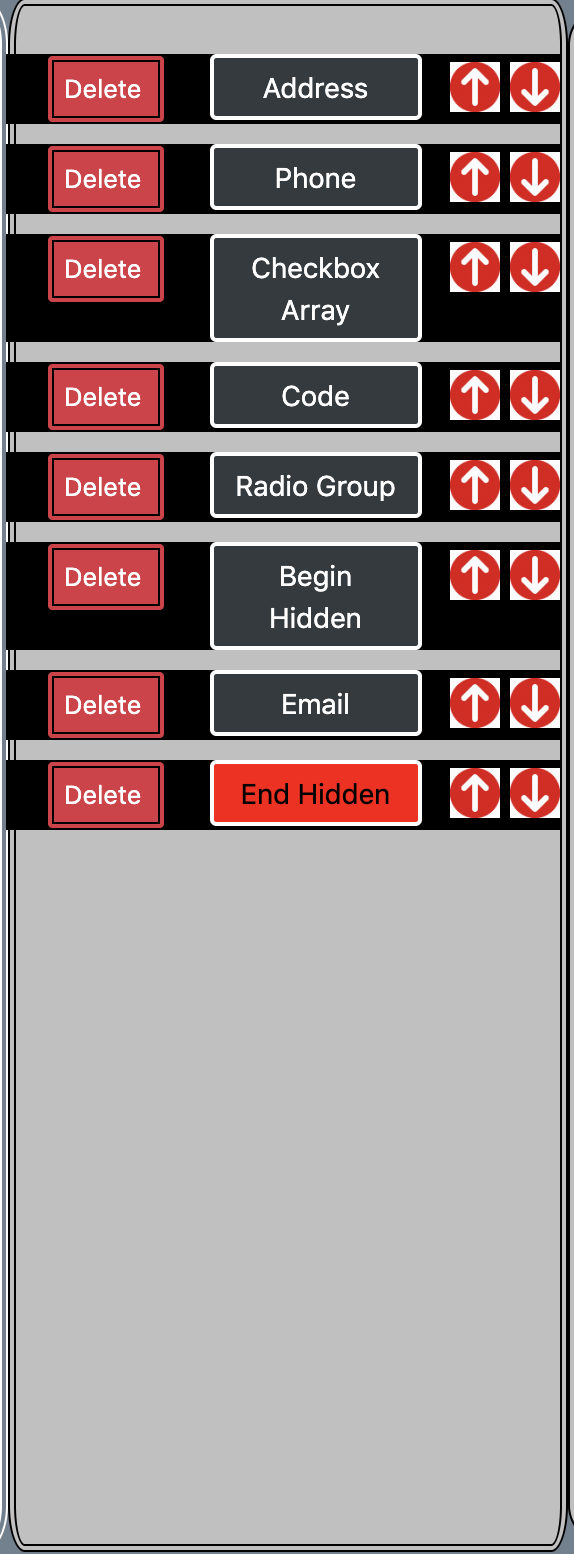 Delete Address
Delete Phone
Delete Checkbox
Array
Delete Code
Delete Radio Group
Delete Begin
Hidden
Delete Email
Delete End Hidden